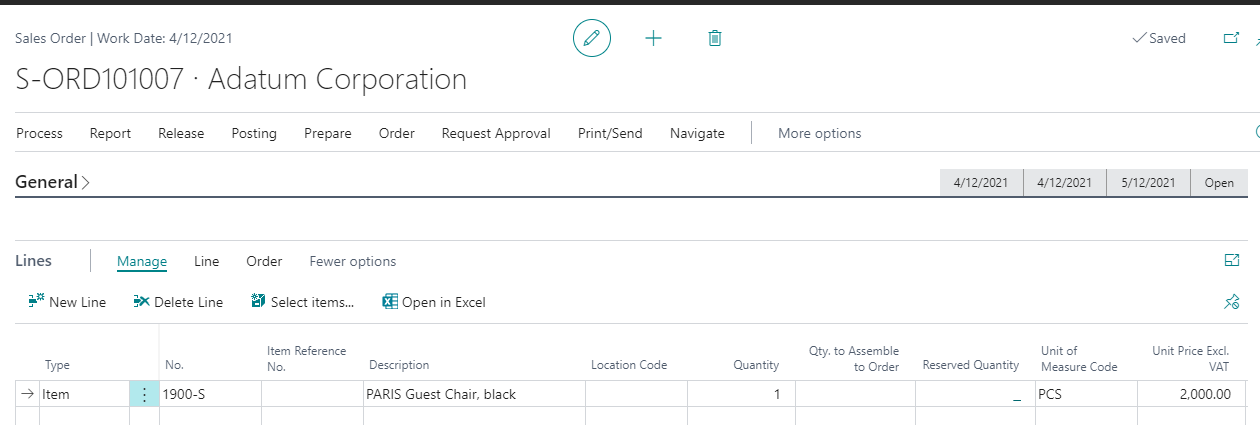 Sales Order | Work Date: 4/12/2021
Saved
S-ORD101007 · Adatum Corporation
Process Report Release Posting Prepare Order Request Approval Print/Send Navigate More options
General
4/12/2021 4/12/2021 5/12/2021 Open
Lines Manage Line Order Fewer options
New Line Delete Line Select items... Open in Excel
Type No. Item Reference No. Description Location Code Quantity Qty. to Assemble to Order Reserved Quantity Unit of Measure Code Unit Price Excl. VAT
Item 1900-S PARIS Guest Chair, black 1 _ PCS 2,000.00